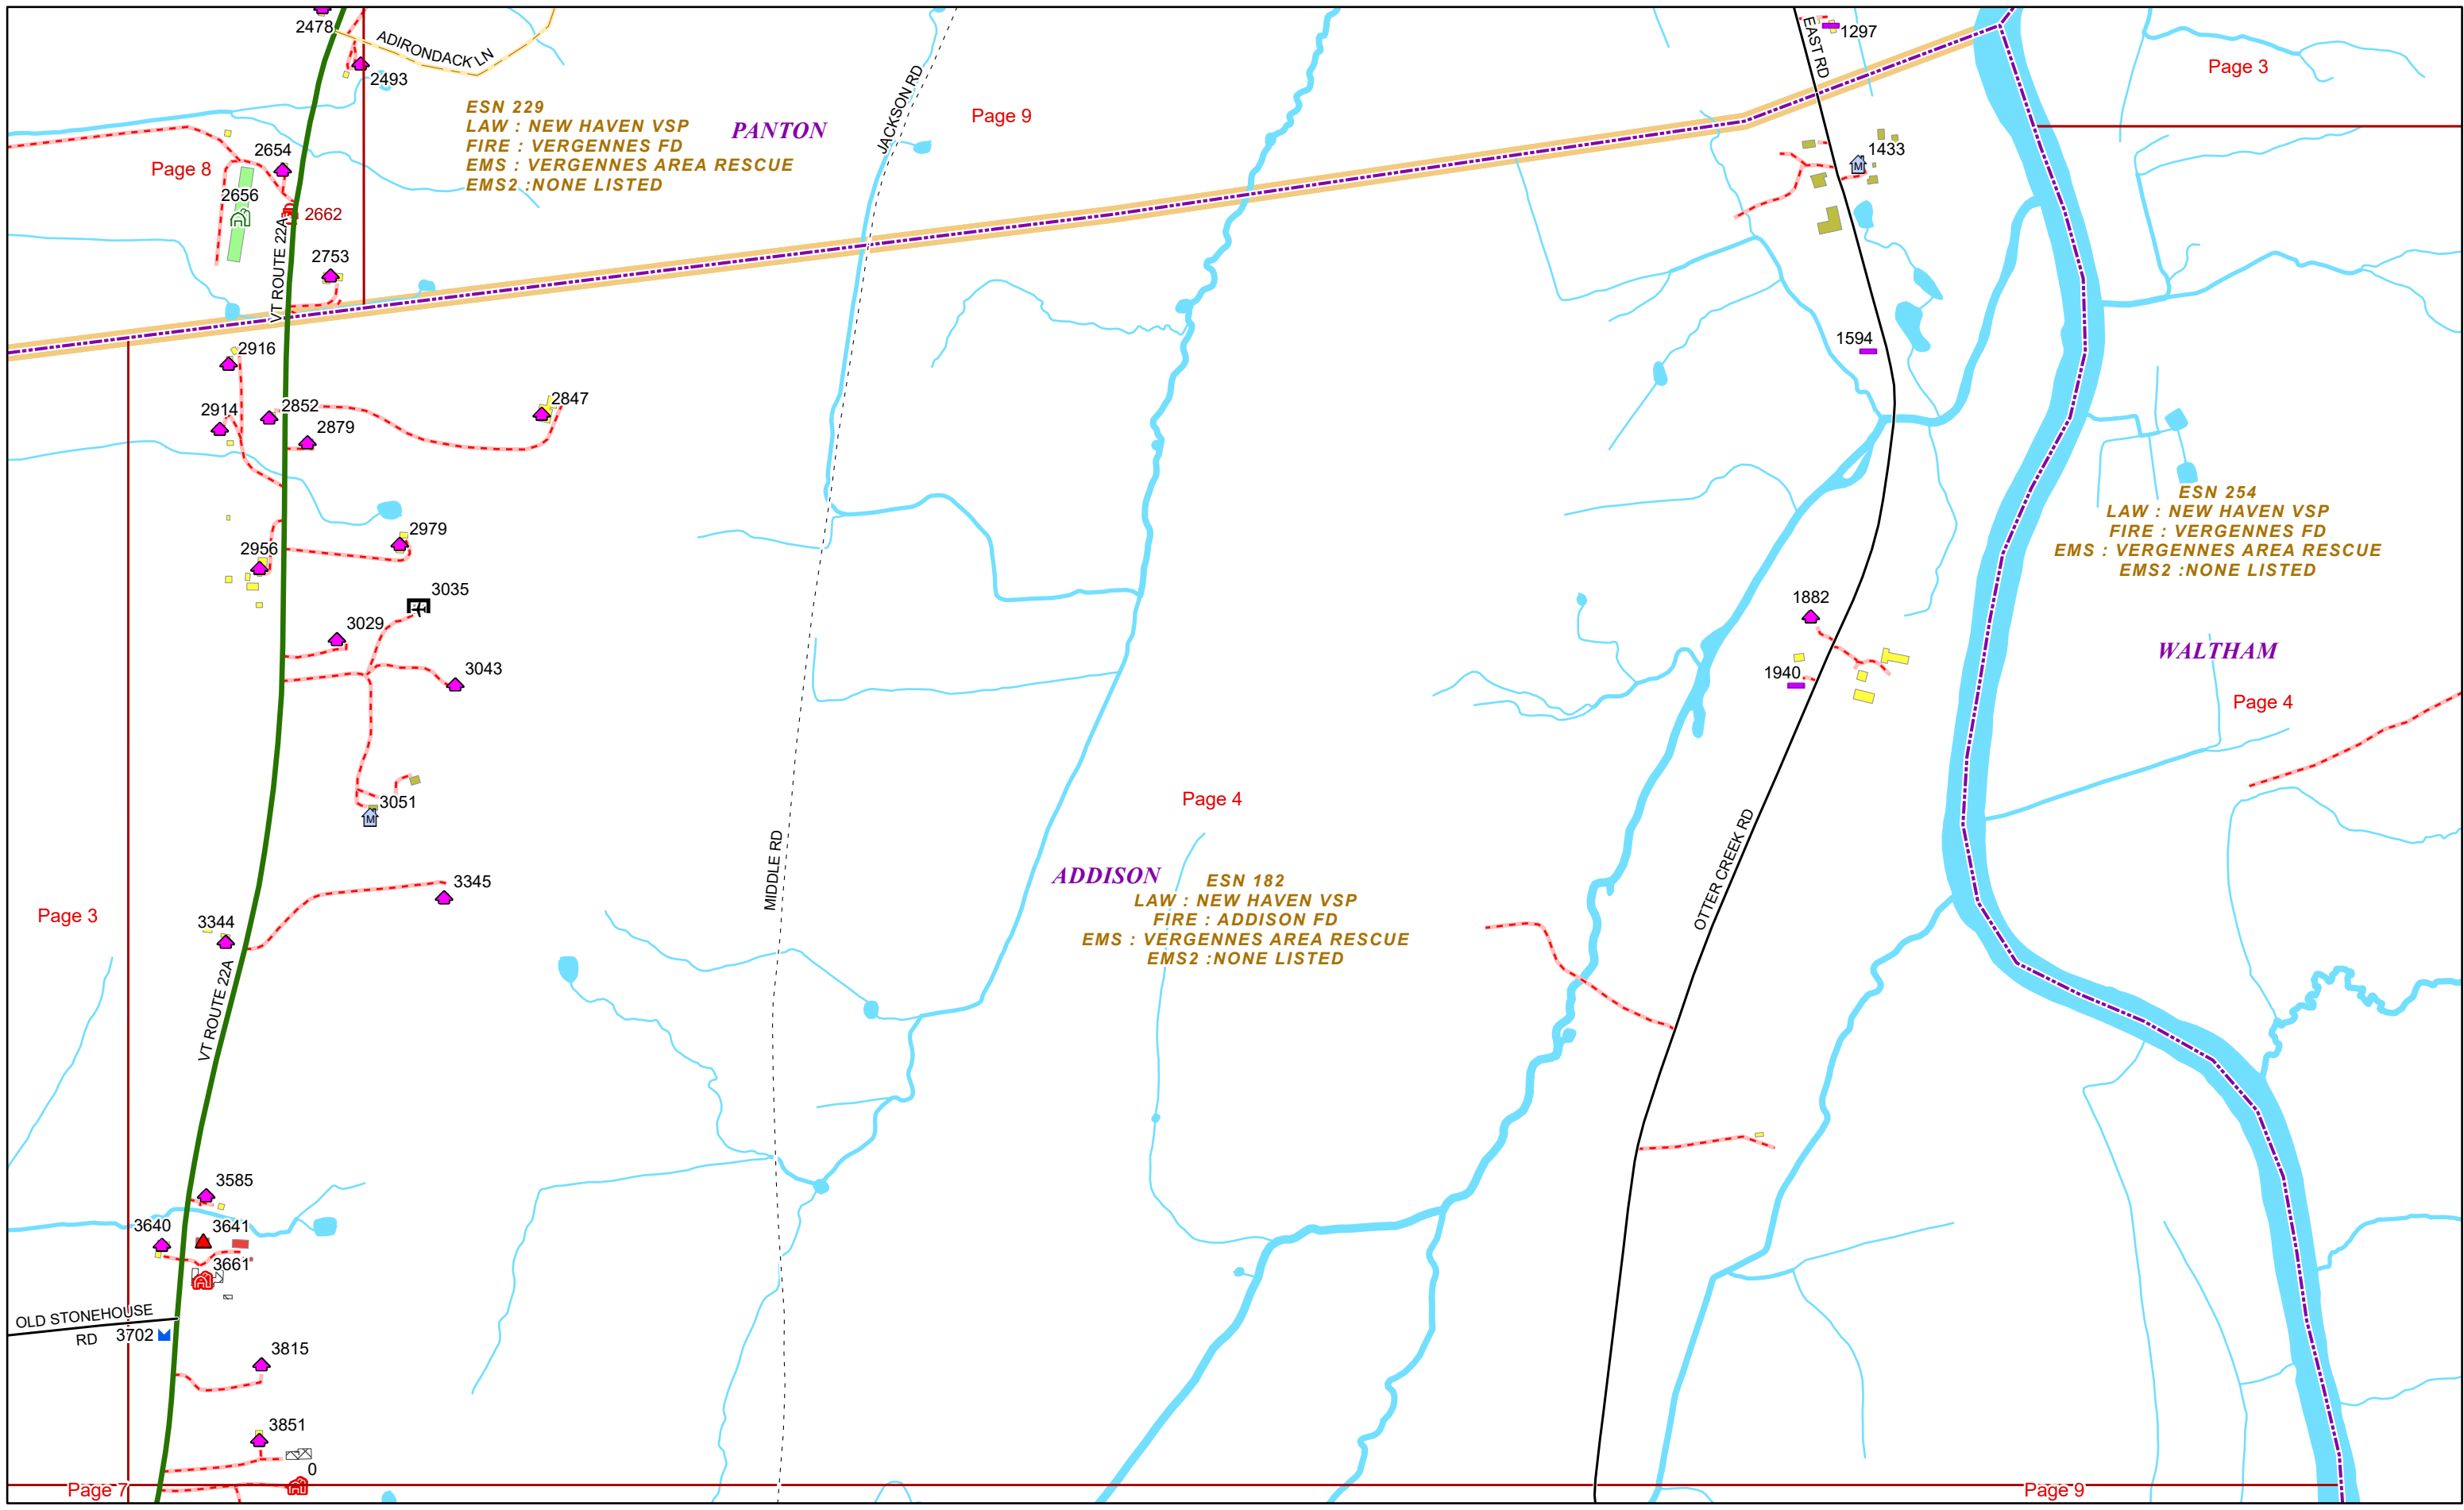 2478
ADIRONDACK LN
2493
ESN 229
LAW : NEW HAVEN VSP
FIRE : VERGENNES FD
EMS : VERGENNES AREA RESCUE
EMS2 :NONE LISTED
PANTON
JACKSON RD
Page 9
EAST RD
1297
Page 3
Page 8
2654
2656
2662
VT ROUTE 22A
2753
1433
2916
1594
2914
2852
2879
2847
2956
2979
ESN 254
LAW : NEW HAVEN VSP
FIRE : VERGENNES FD
EMS : VERGENNES AREA RESCUE
EMS2 :NONE LISTED
3035
3029
3043
1882
WALTHAM
1940
Page 4
3051
M
M
Page 4
MIDDLE RD
OTTER CREEK RD
ADDISON
ESN 182
LAW : NEW HAVEN VSP
FIRE : ADDISON FD
EMS : VERGENNES AREA RESCUE
EMS2 :NONE LISTED
3345
Page 3
3344
VT ROUTE 22A
3585
3640
3641
3661
OLD STONEHOUSE
RD
3702
3815
3851
0
Page 7
Page 9